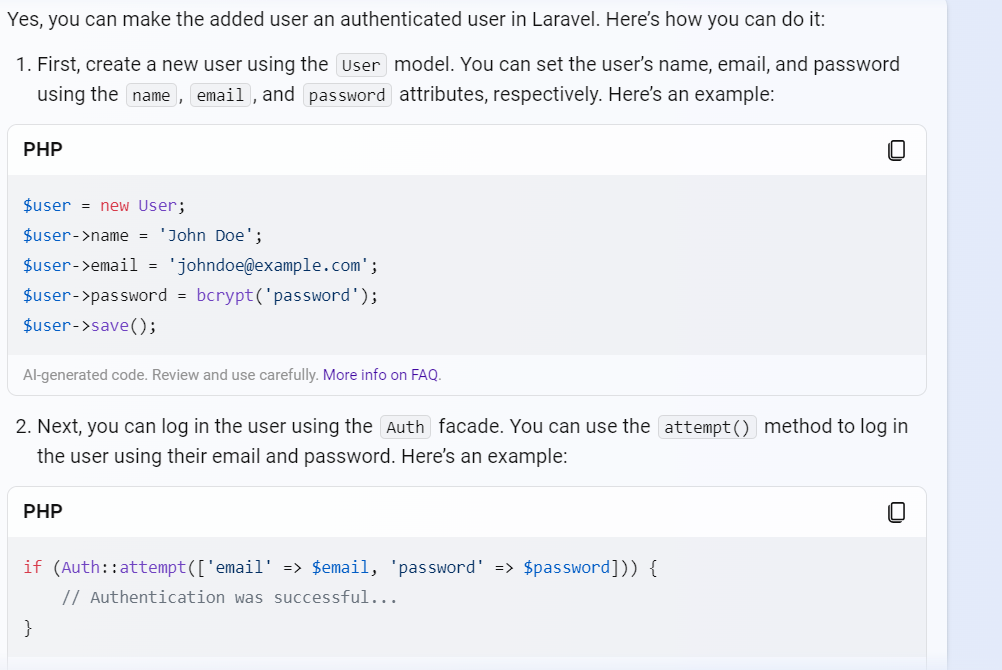 Yes, you can make the added user an authenticated user in Laravel. Here’s how you can do it:
1. First, create a new user using the User model. You can set the user’s name, email, and password
using the name, email, and password attributes, respectively. Here’s an example:
PHP
$user = new User;
$user->name = 'John Doe';
$user->email = 'johndoe@example.com';
$user->password = bcrypt('password');
$user->save();
AI-generated code. Review and use carefully. More info on FAQ.
2. Next, you can log in the user using the Auth facade. You can use the attempt() method to log in
the user using their email and password. Here’s an example:
PHP
if (Auth::attempt(['email' => $email, 'password' => $password])) {
    // Authentication was successful...
}